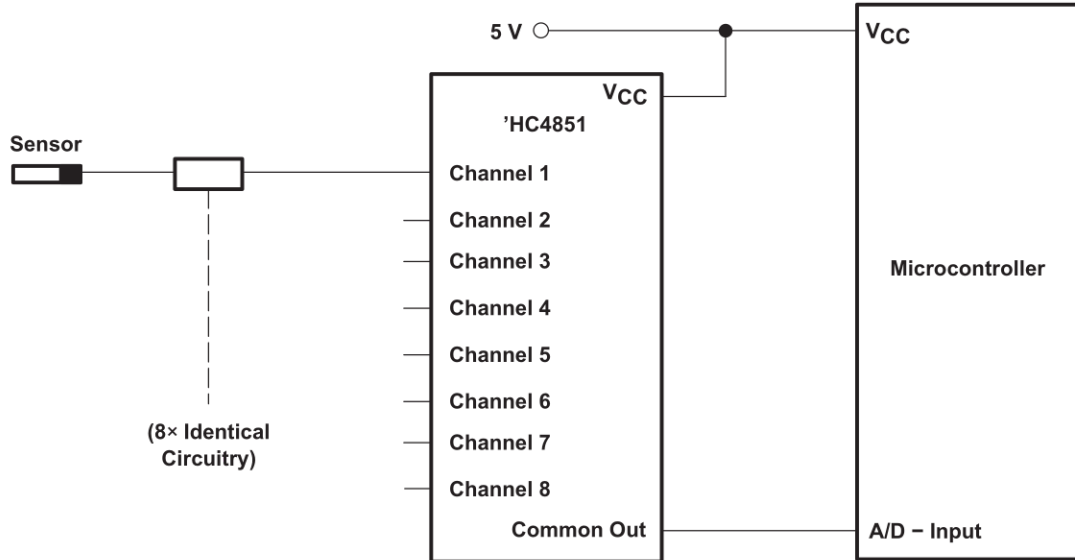 5 V
VCC
VCC
’HC4851
Sensor
Channel 1
Channel 2
Channel 3
Microcontroller
Channel 4
Channel 5
Channel 6
(8× Identical
Circuitry)
Channel 7
Channel 8
Common Out
A/D − Input